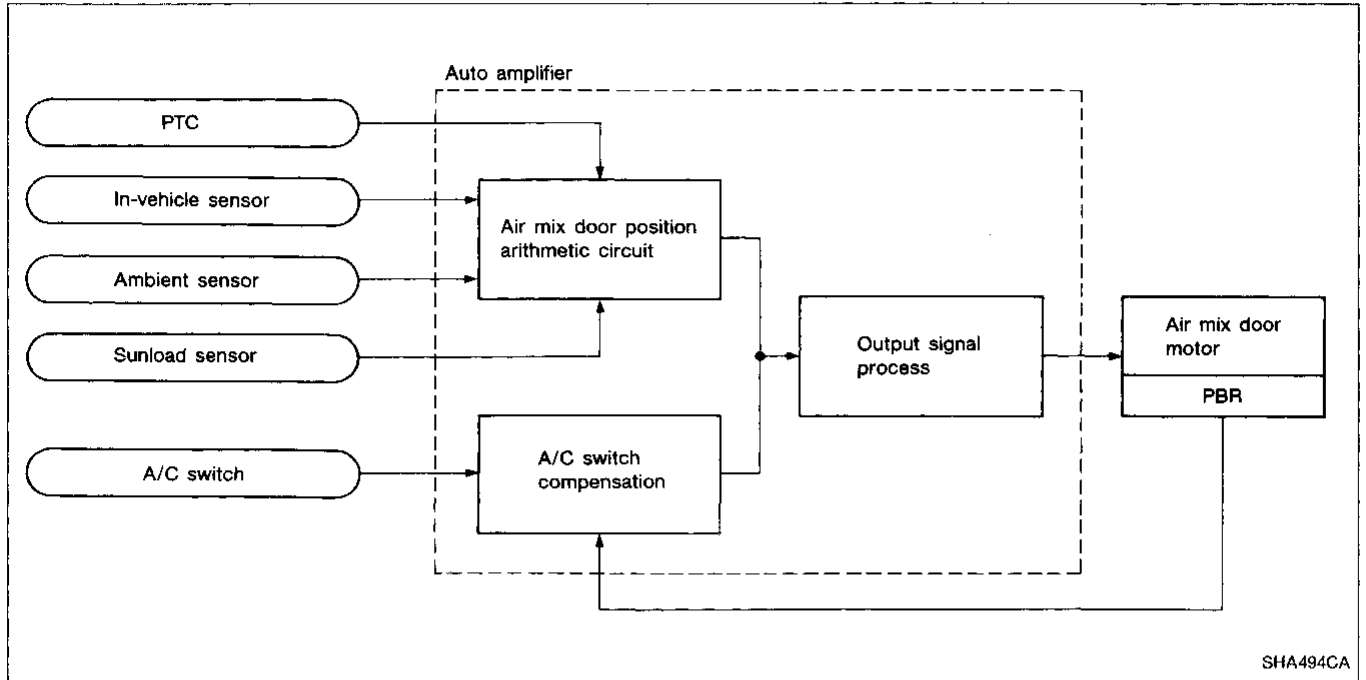 Auto amplifier
PTC
In-vehicle sensor
Ambient sensor
Sunload sensor
A/C switch
Air mix door position
arithmetic circuit
A/C switch
compensation
Output signal
process
Air mix door
motor
PBR
SHA494CA